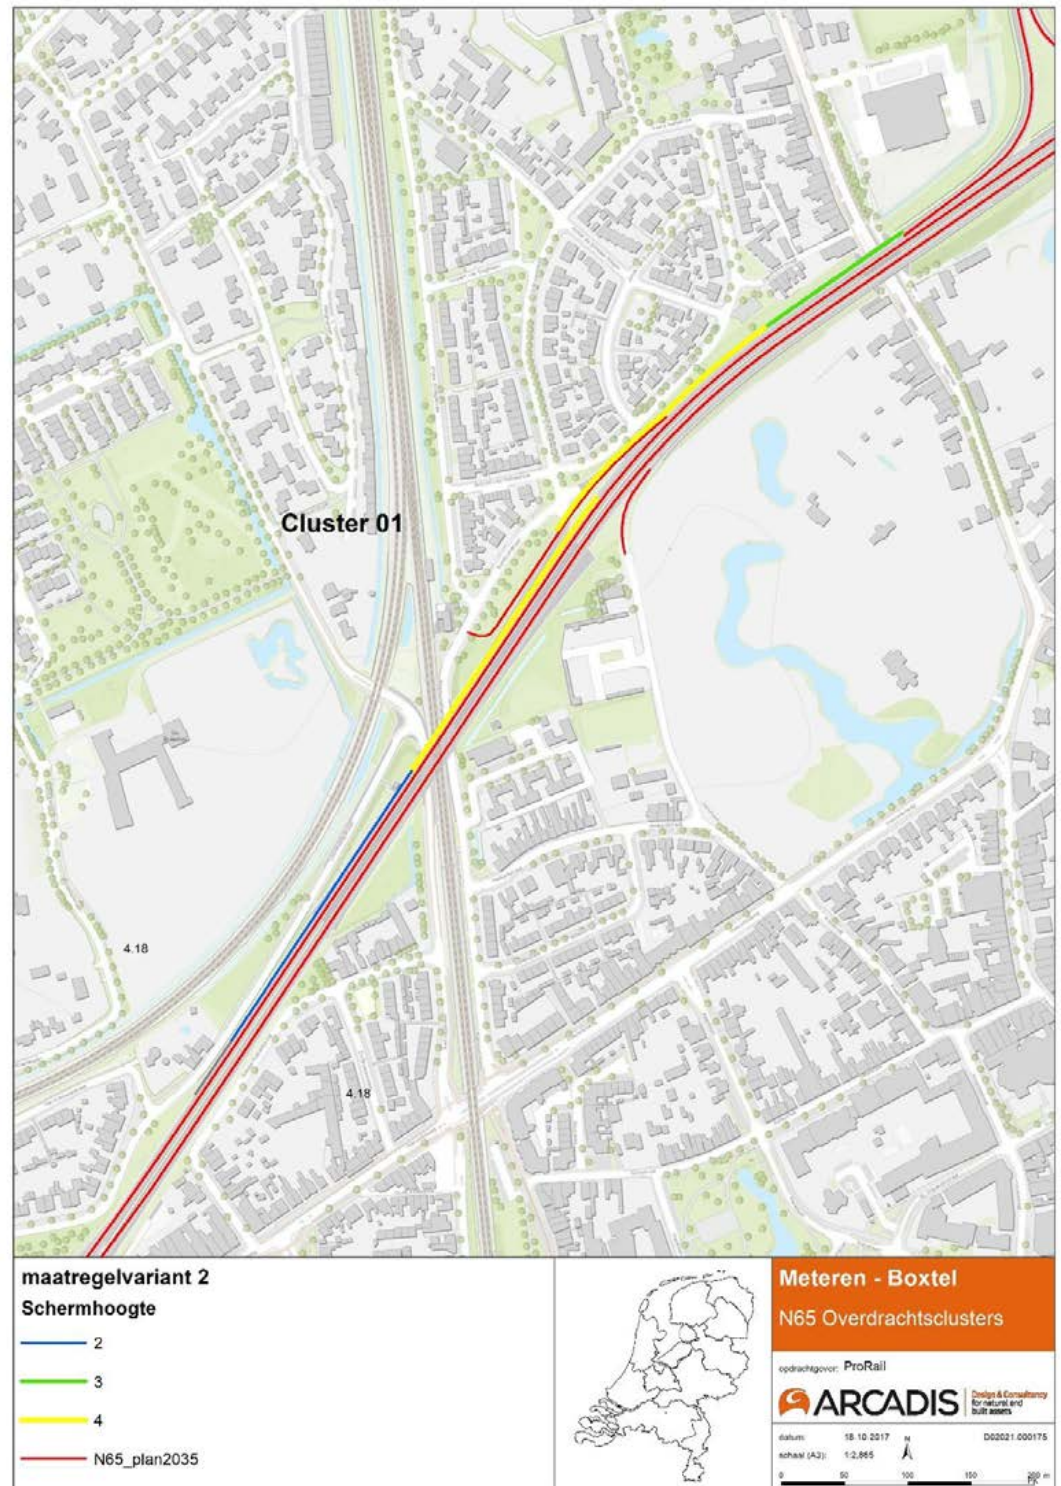 Cluster 01
4.18
4.18
maatregelvariant 2
Schermhoogte
2
3
4
N65_plan2035
Meteren - Boxtel
N65 Overdrachtsclusters
opdrachtgever: ProRail
ARCADIS
Design & Consultancy
for natural and
built assets
datum: 18-10-2017 N D02021.000175
schaal (A3): 1:2,865
0 50 100 150 200 m